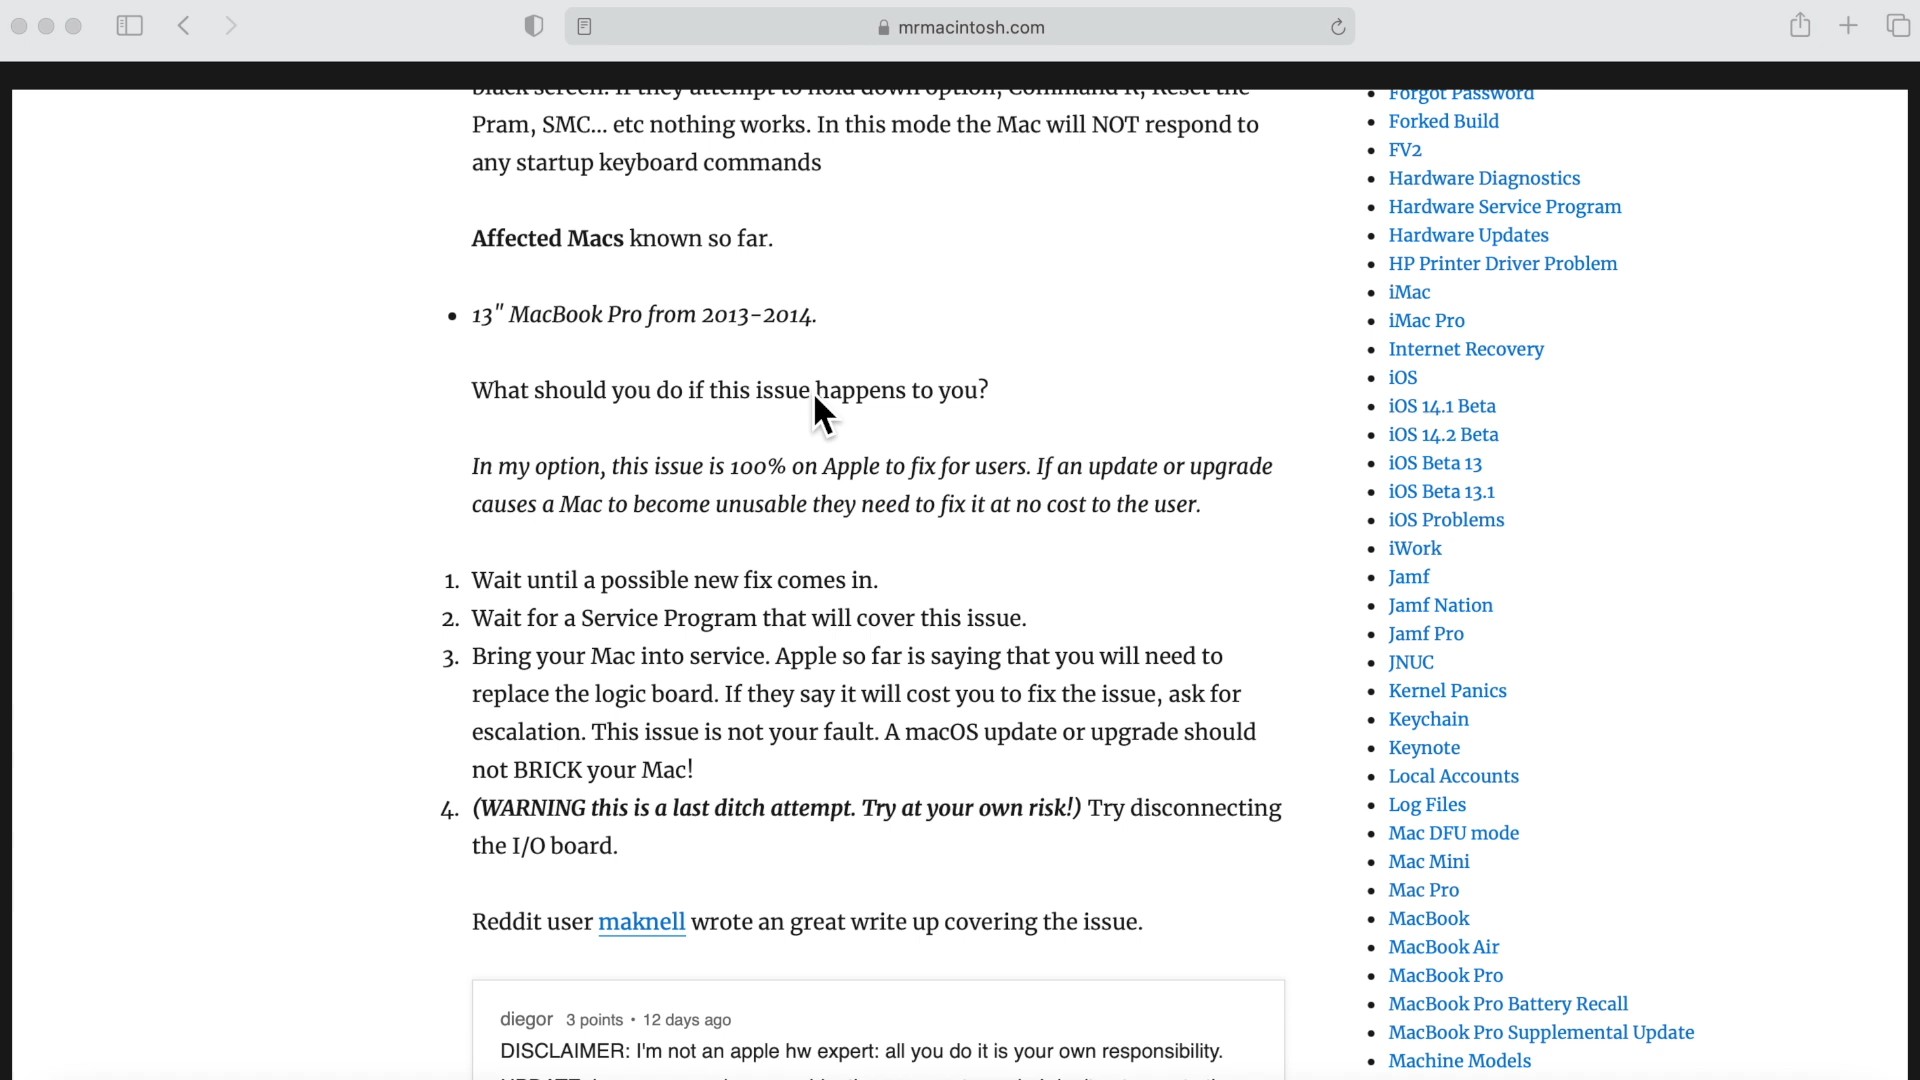 mrmacintosh.com
black screen. If they attempt to hold down option, Command R, Reset the
Pram, SMC... etc nothing works. In this mode the Mac will NOT respond to
any startup keyboard commands
Affected Macs known so far.
• 13" MacBook Pro from 2013-2014.
What should you do if this issue happens to you?
In my option, this issue is 100% on Apple to fix for users. If an update or upgrade
causes a Mac to become unusable they need to fix it at no cost to the user.
1. Wait until a possible new fix comes in.
2. Wait for a Service Program that will cover this issue.
3. Bring your Mac into service. Apple so far is saying that you will need to
replace the logic board. If they say it will cost you to fix the issue, ask for
escalation. This issue is not your fault. A macOS update or upgrade should
not BRICK your Mac!
4. (WARNING this is a last ditch attempt. Try at your own risk!) Try disconnecting
the I/O board.
Reddit user maknell wrote an great write up covering the issue.
diegor 3 points • 12 days ago
DISCLAIMER: I'm not an apple hw expert: all you do it is your own responsibility.
• Forgot Password
• Forked Build
• FV2
• Hardware Diagnostics
• Hardware Service Program
• Hardware Updates
• HP Printer Driver Problem
• iMac
• iMac Pro
• Internet Recovery
• iOS
• iOS 14.1 Beta
• iOS 14.2 Beta
• iOS Beta 13
• iOS Beta 13.1
• iOS Problems
• iWork
• Jamf
• Jamf Nation
• Jamf Pro
• JNUC
• Kernel Panics
• Keychain
• Keynote
• Local Accounts
• Log Files
• Mac DFU mode
• Mac Mini
• Mac Pro
• MacBook
• MacBook Air
• MacBook Pro
• MacBook Pro Battery Recall
• MacBook Pro Supplemental Update
• Machine Models